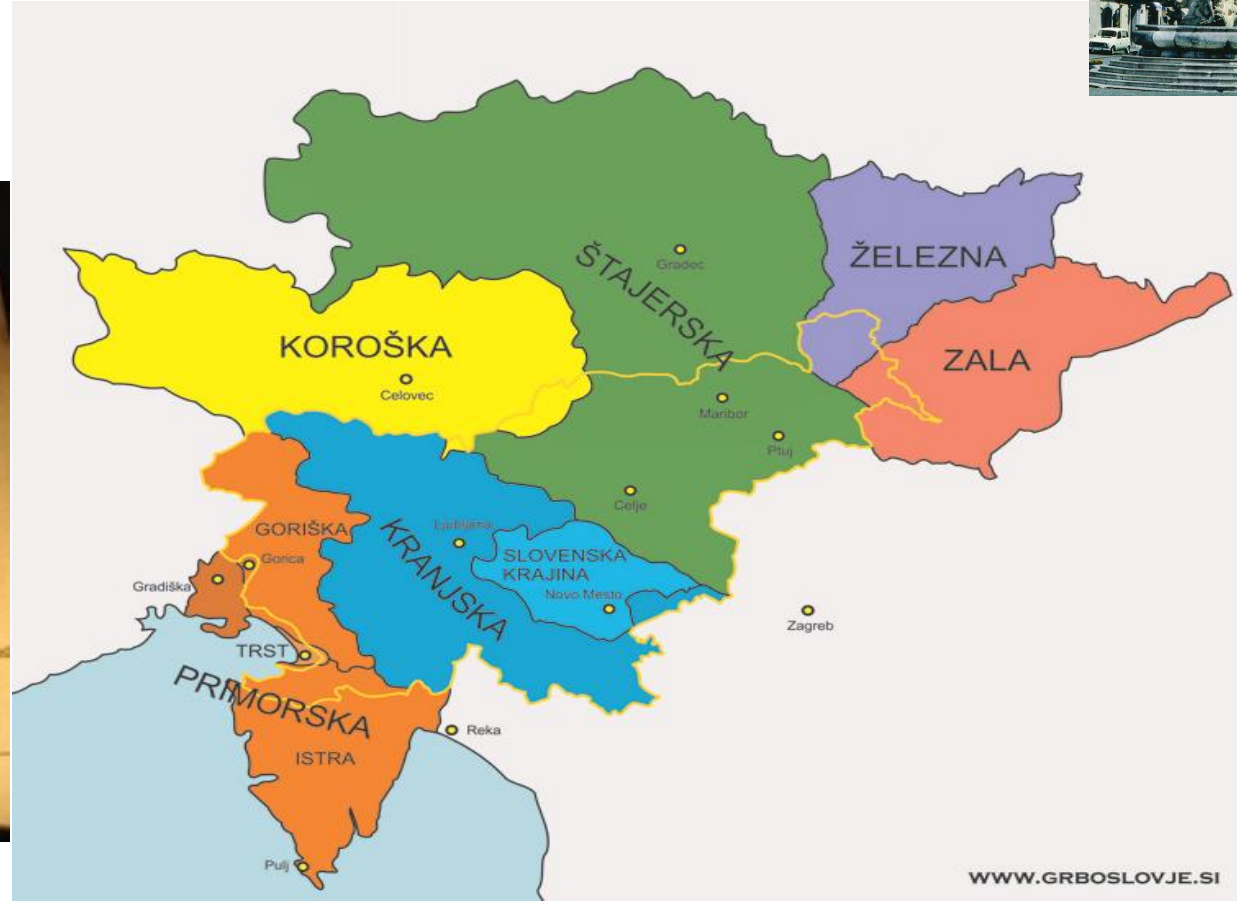 ŽELEZNA
Gradec
ŠTAJERSKA
KOROŠKA
ZALA
Celovec
Maribor
Ptuj
Celje
GORIŠKA
Ljubljana
KRANJSKA
SLOVENSKA
KRAJINA
Gorica
Gradiška
Novo Mesto
Zagreb
TRST
PRIMORSKA
Reka
ISTRA
Pulj
WWW.GRBOSLOVJE.SI